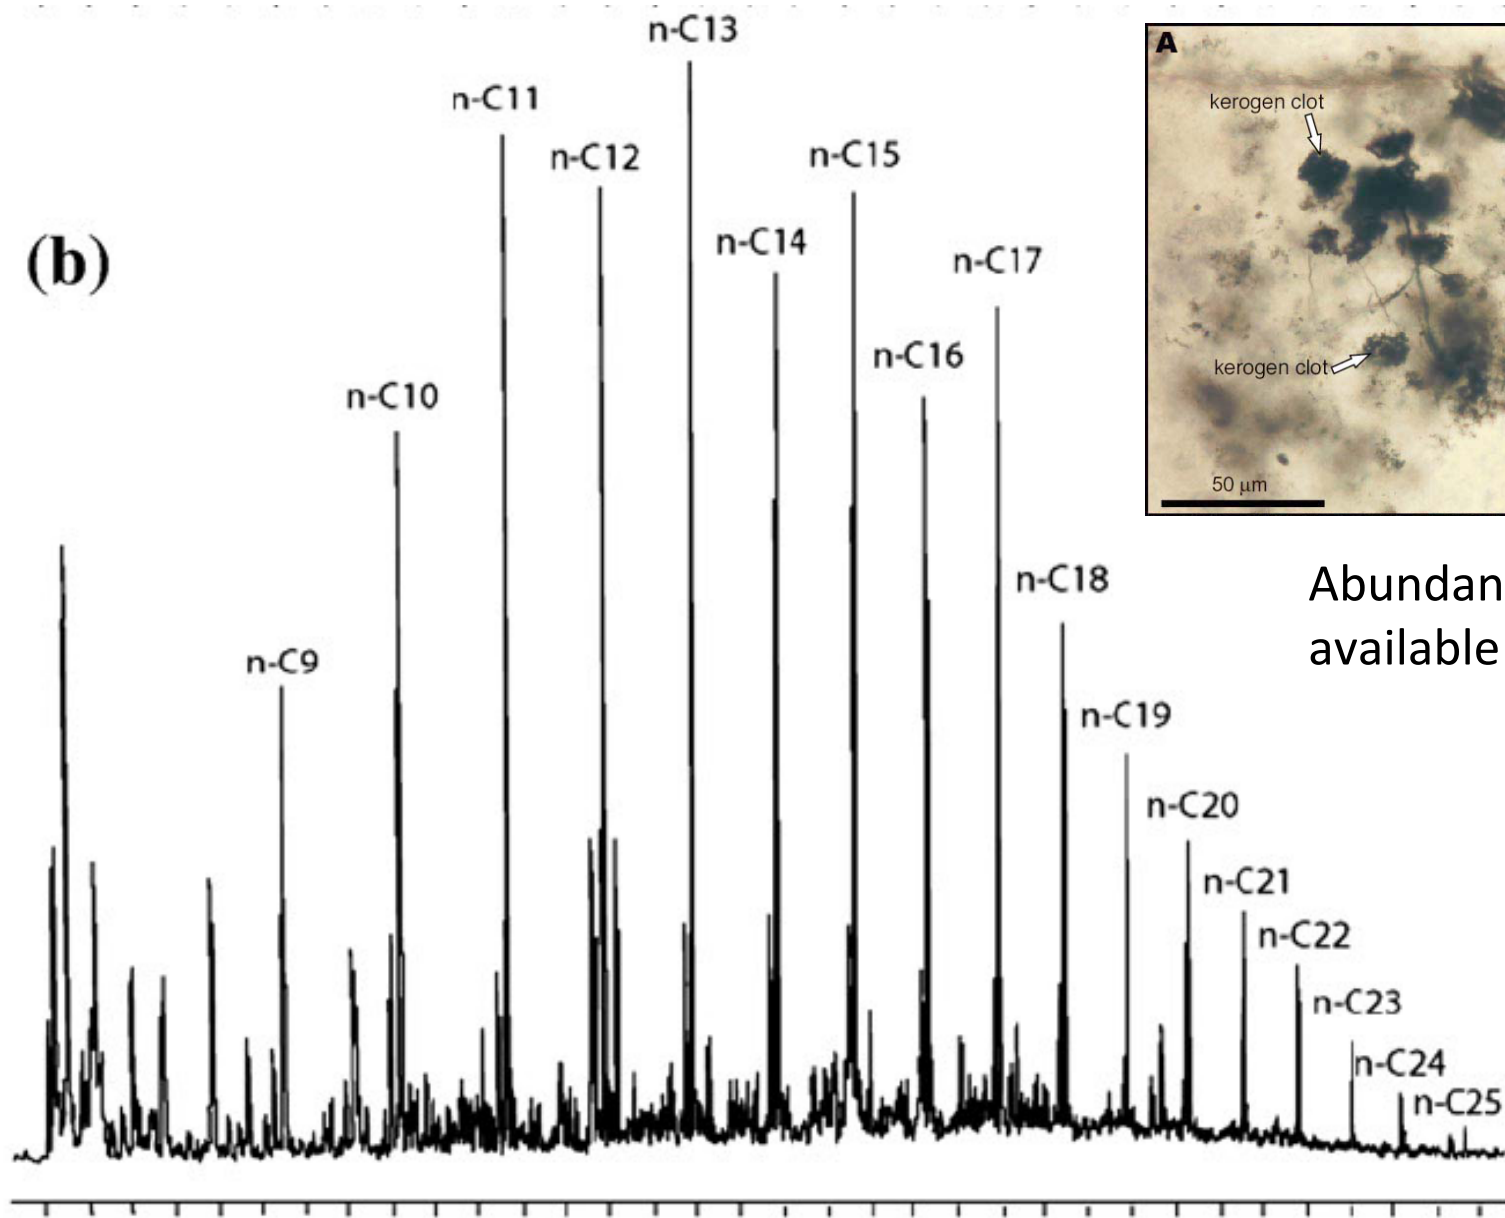 n-C13
A
n-C11
kerogen clot
n-C12
n-C15
n-C14
(b)
n-C17
n-C16
kerogen clot
n-C10
50 µm
n-C18
Abundan
available
n-C9
n-C19
n-C20
n-C21
n-C22
n-C23
n-C24
n-C25